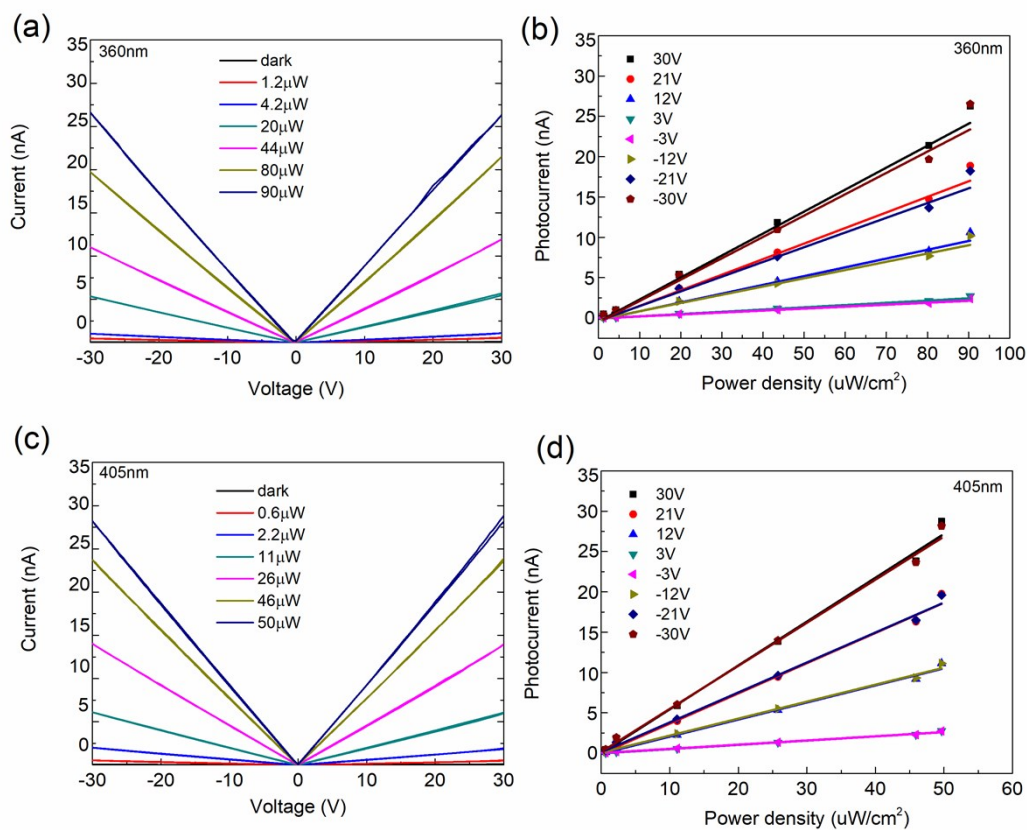 (a)
360nm
dark
1.2μW
4.2μW
20μW
44μW
80μW
90μW
35
30
25
20
15
10
5
0
Current (nA)
-30 -20 -10 0 10 20 30
Voltage (V)
(b)
360nm
30V
21V
12V
3V
-3V
-12V
-21V
-30V
35
30
25
20
15
10
5
0
Photocurrent (nA)
0 10 20 30 40 50 60 70 80 90 100
Power density (uW/cm²)
(c)
405nm
dark
0.6μW
2.2μW
11μW
26μW
46μW
50μW
35
30
25
20
15
10
5
0
Current (nA)
-30 -20 -10 0 10 20 30
Voltage (V)
(d)
405nm
30V
21V
12V
3V
-3V
-12V
-21V
-30V
35
30
25
20
15
10
5
0
Photocurrent (nA)
0 10 20 30 40 50 60
Power density (uW/cm²)